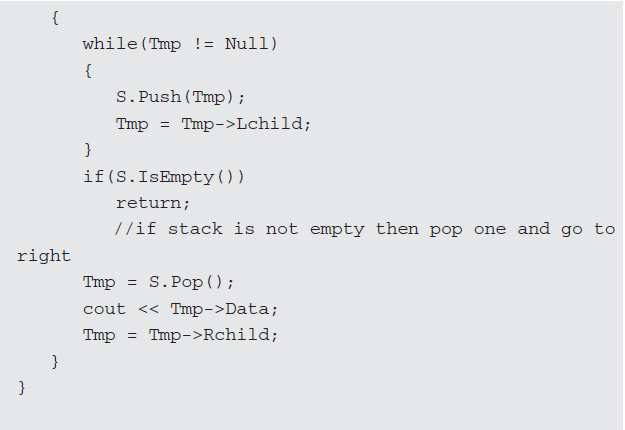 {
while(Tmp != Null)
{
S.Push(Tmp);
Tmp = Tmp->Lchild;
}
if(S.IsEmpty())
return;
//if stack is not empty then pop one and go to
right
Tmp = S.Pop();
cout << Tmp->Data;
Tmp = Tmp->Rchild;
}
}